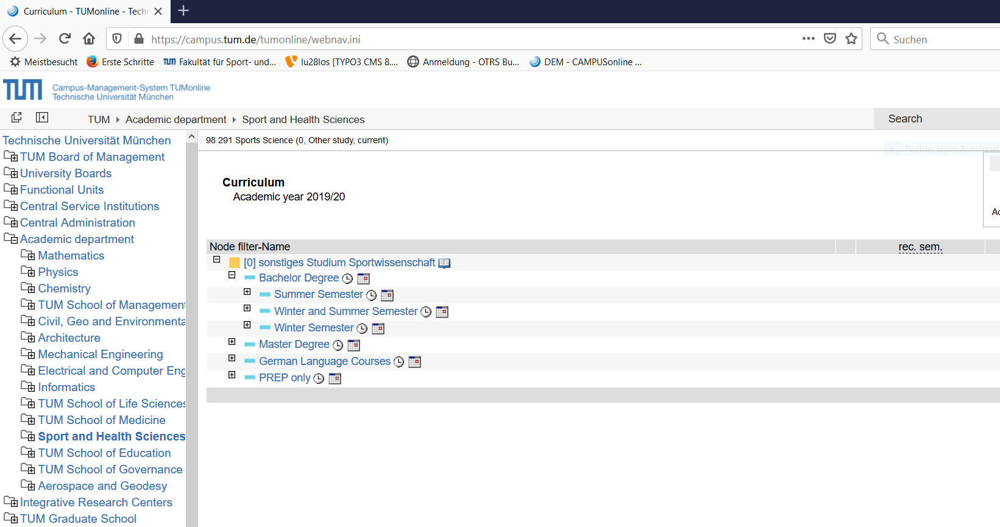 Curriculum - TUMonline - Techn
https://campus.tum.de/tumonline/webnav.ini
Suchen
Meistbesucht
Erste Schritte
TUM Fakultät für Sport- und...
lu28los [TYPO3 CMS 8....
Anmeldung - OTRS Bu...
DEM - CAMPUSonline ...
TUM
Campus-Management-System TUMonline
Technische Universität München
TUM
Academic department
Sport and Health Sciences
Search
Technische Universität München
TUM Board of Management
University Boards
Functional Units
Central Service Institutions
Central Administration
Academic department
Mathematics
Physics
Chemistry
TUM School of Management
Civil, Geo and Environmenta
Architecture
Mechanical Engineering
Electrical and Computer Eng
Informatics
TUM School of Life Sciences
TUM School of Medicine
Sport and Health Sciences
TUM School of Education
TUM School of Governance
Aerospace and Geodesy
Integrative Research Centers
TUM Graduate School
98 291 Sports Science (0, Other study, current)
Rechteckiges Ausschnei
Curriculum
Academic year 2019/20
Ac
Node filter-Name
rec. sem.
[0] sonstiges Studium Sportwissenschaft
Bachelor Degree
Summer Semester
Winter and Summer Semester
Winter Semester
Master Degree
German Language Courses
PREP only